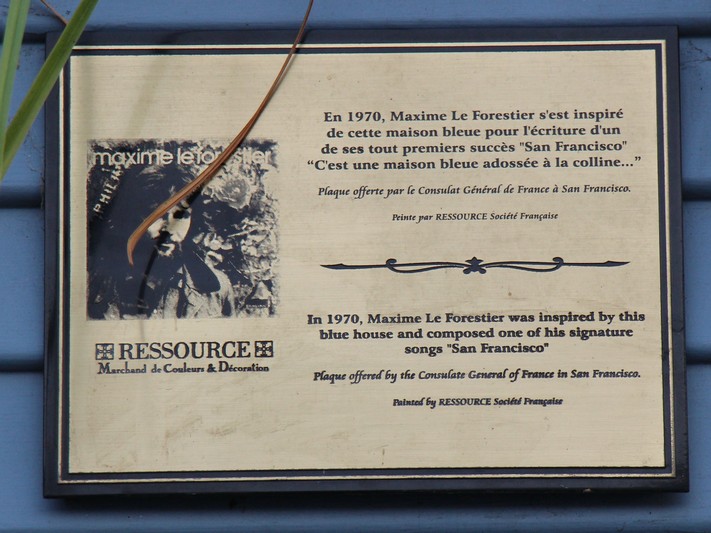 maxime leforestier
En 1970, Maxime Le Forestier s'est inspiré
de cette maison bleue pour l'écriture d'un
de ses tout premiers succès "San Francisco"
“C'est une maison bleue adossée à la colline...”
Plaque offerte par le Consulat Général de France à San Francisco.
Peinte par RESSOURCE Société Française
RESSOURCE
Marchand de Couleurs & Décoration
In 1970, Maxime Le Forestier was inspired by this
blue house and composed one of his signature
songs "San Francisco"
Plaque offered by the Consulate General of France in San Francisco.
Painted by RESSOURCE Société Française